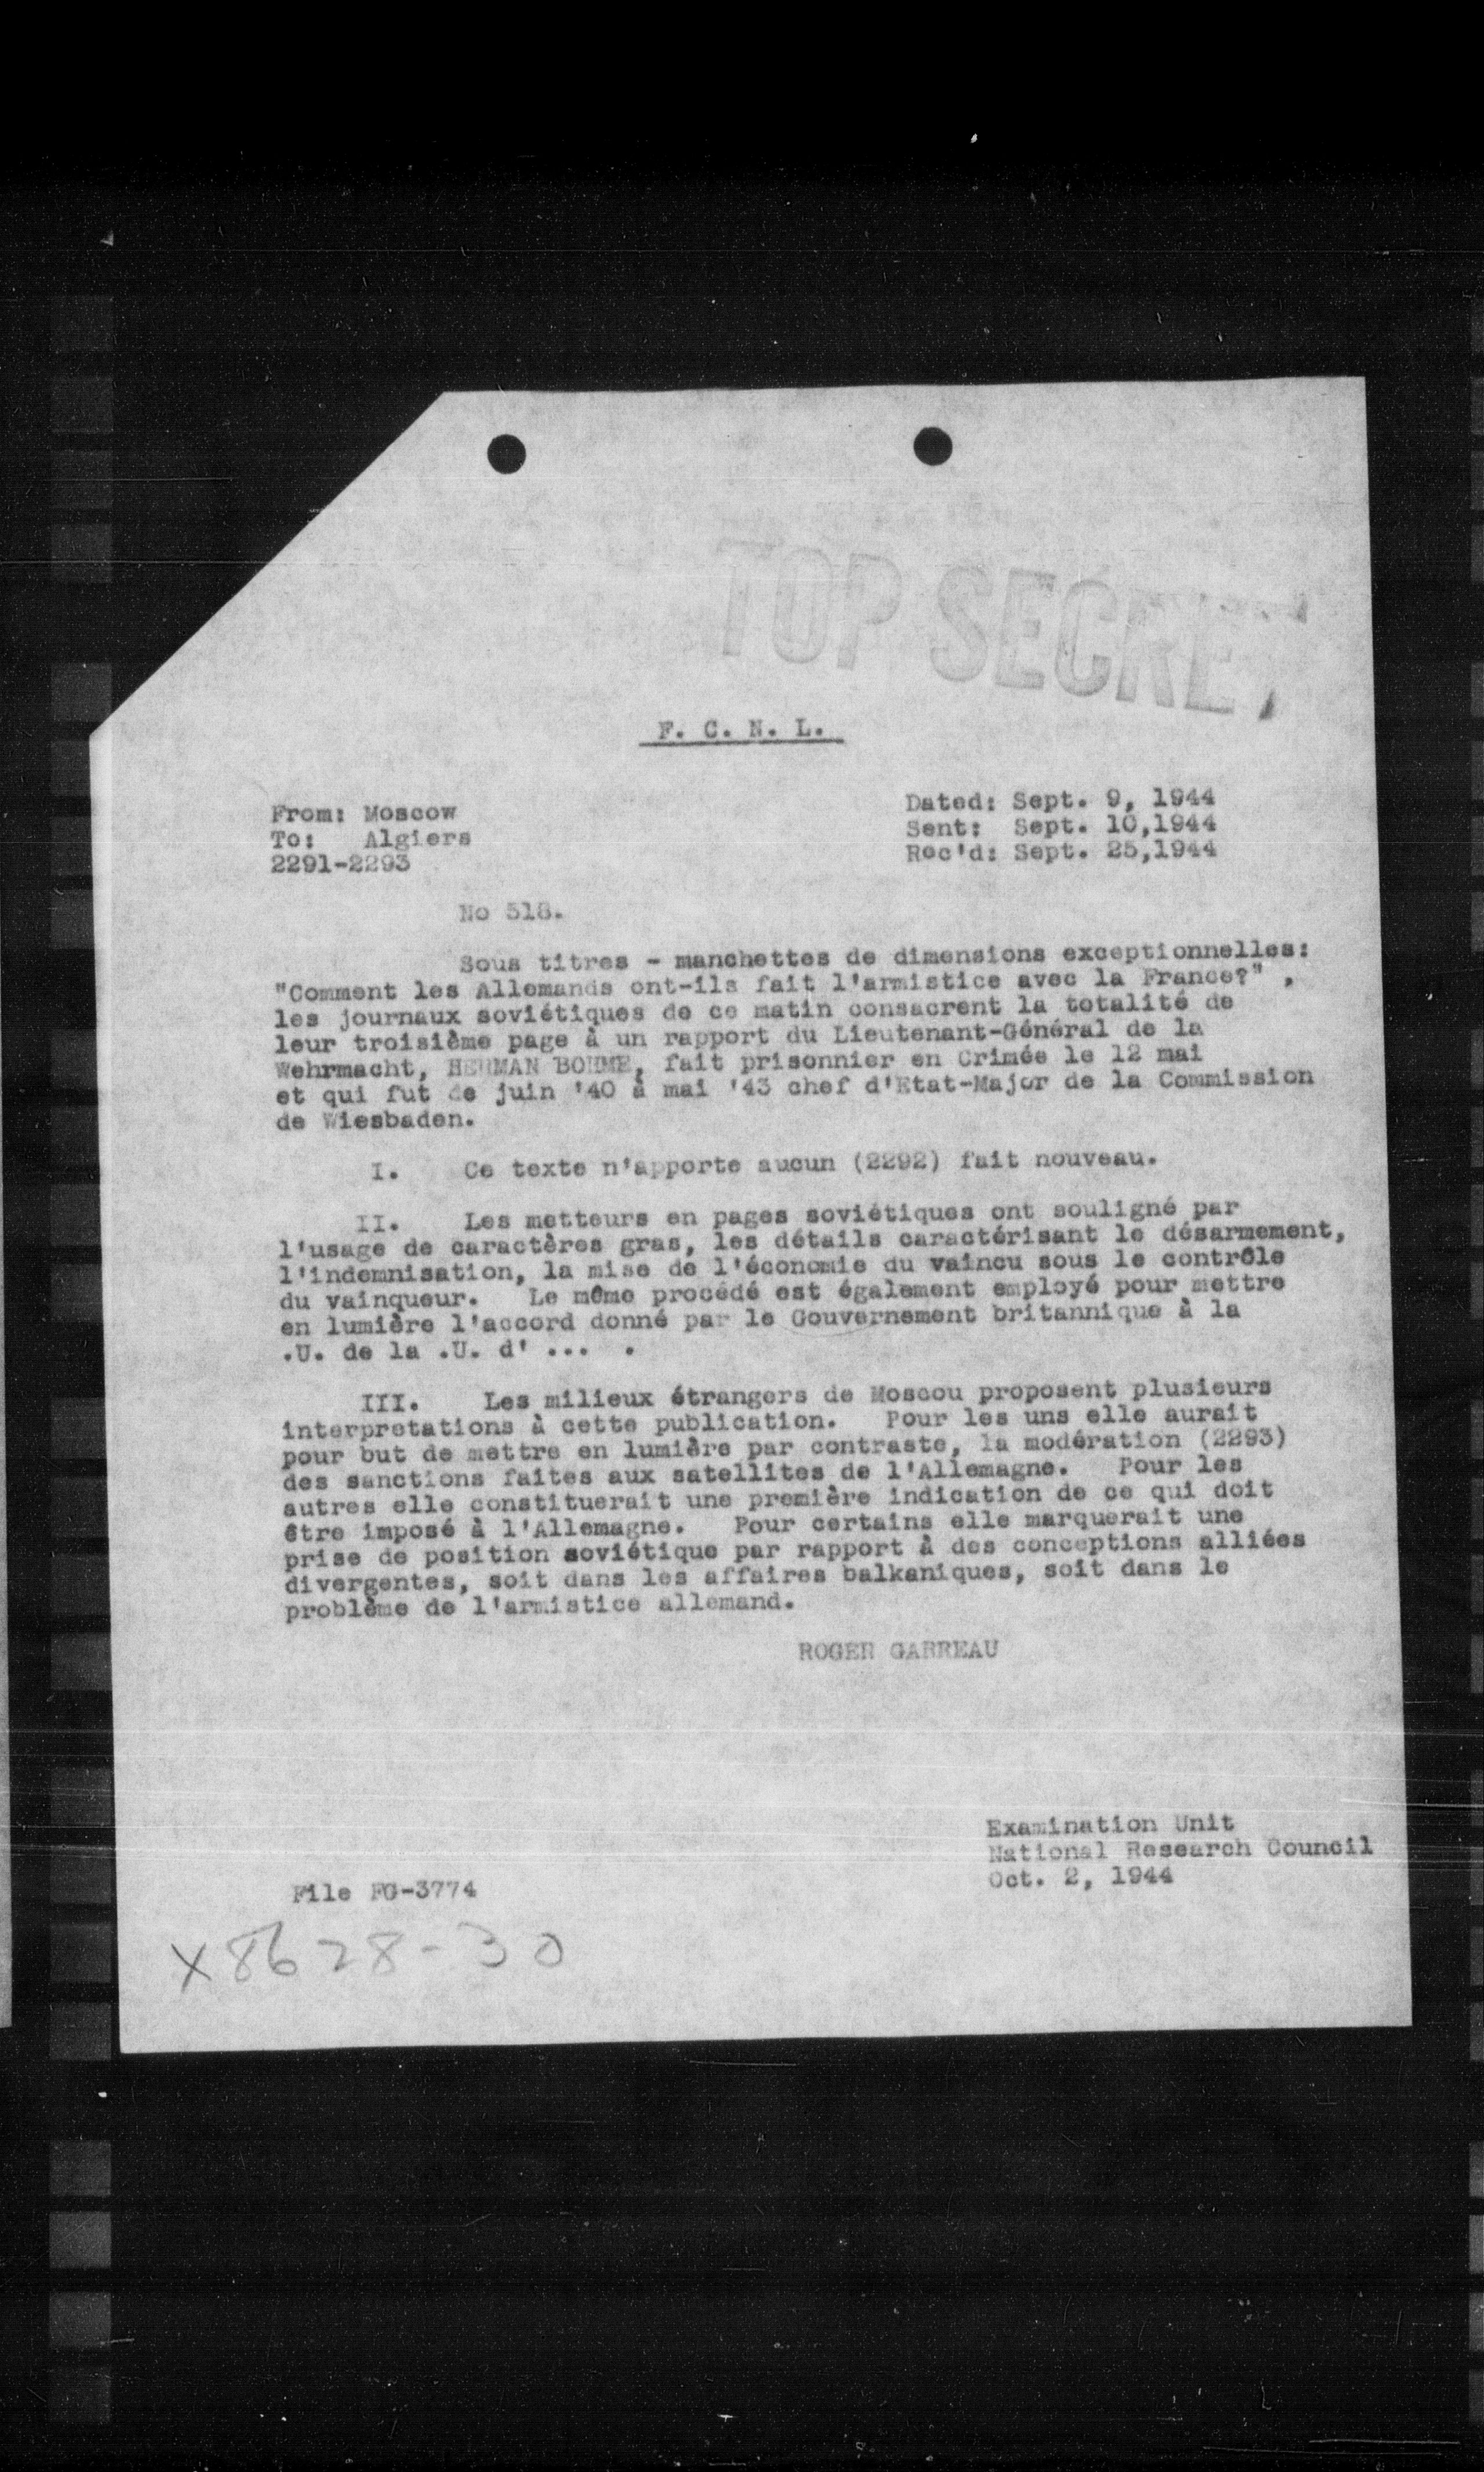 TOP SECRET
F. C. N. L.
From: Moscow
To: Algiers
2291-2293
Dated: Sept. 9, 1944
Sent: Sept. 10,1944
Rec'd: Sept. 25,1944
No 518.
Sous titres - manchettes de dimensions exceptionnelles:
"Comment les Allemands ont-ils fait l'armistice avec la France?" ,
les journaux soviétiques de ce matin consacrent la totalité de
leur troisième page à un rapport du Lieutenant-Général de la
Wehrmacht, HERMAN BOHME, fait prisonnier en Crimée le 12 mai
et qui fut de juin '40 à mai '43 chef d'Etat-Major de la Commission
de Wiesbaden.
I. Ce texte n'apporte aucun (2292) fait nouveau.
II. Les metteurs en pages soviétiques ont souligné par
l'usage de caractères gras, les détails caractérisant le désarmement,
l'indemnisation, la mise de l'économie du vaincu sous le contrôle
du vainqueur. Le même procédé est également employé pour mettre
en lumière l'accord donné par le Gouvernement britannique à la
.U. de la .U. d' ... .
III. Les milieux étrangers de Moscou proposent plusieurs
interpretations à cette publication. Pour les uns elle aurait
pour but de mettre en lumière par contraste, la modération (2293)
des sanctions faites aux satellites de l'Allemagne. Pour les
autres elle constituerait une première indication de ce qui doit
être imposé à l'Allemagne. Pour certains elle marquerait une
prise de position soviétique par rapport à des conceptions alliées
divergentes, soit dans les affaires balkaniques, soit dans le
problème de l'armistice allemand.
ROGER GARREAU
Examination Unit
National Research Council
Oct. 2, 1944
File FG-3774
X8628-30